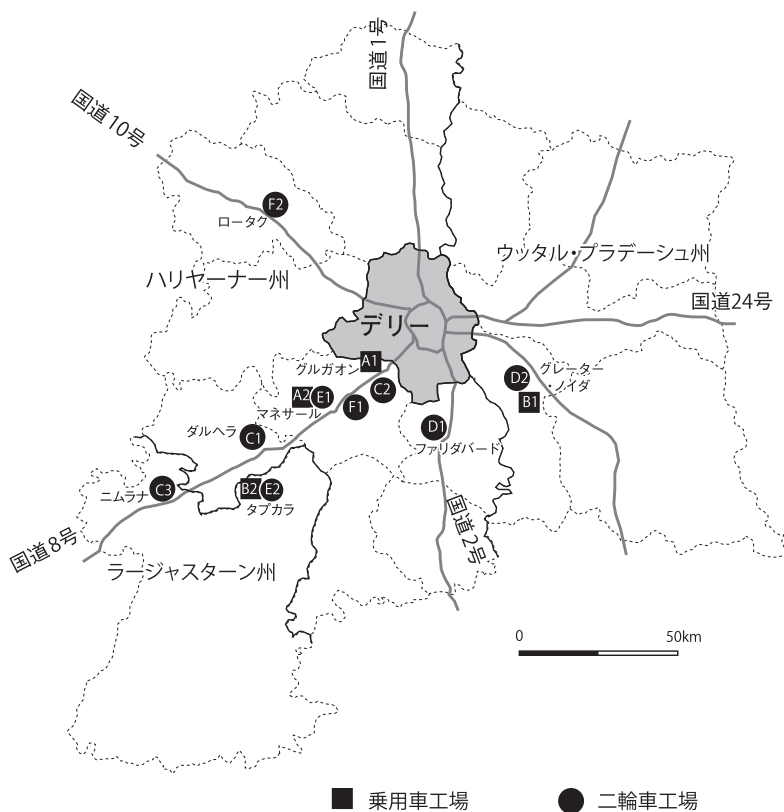 国道1号
国道10号
F2
ロータク
ウッタル・プラデーシュ州
ハリヤーナー州
国道24号
デリー
グルガオン
A1
グレーター
・ノイダ
D2
B1
A2
E1
C2
F1
マネサール
ダルヘラ
C1
D1
ファリダバード
ニムラナ
C3
B2
E2
タプカラ
国道2号
国道8号
ラージャスターン州
0
50km
乗用車工場
二輪車工場